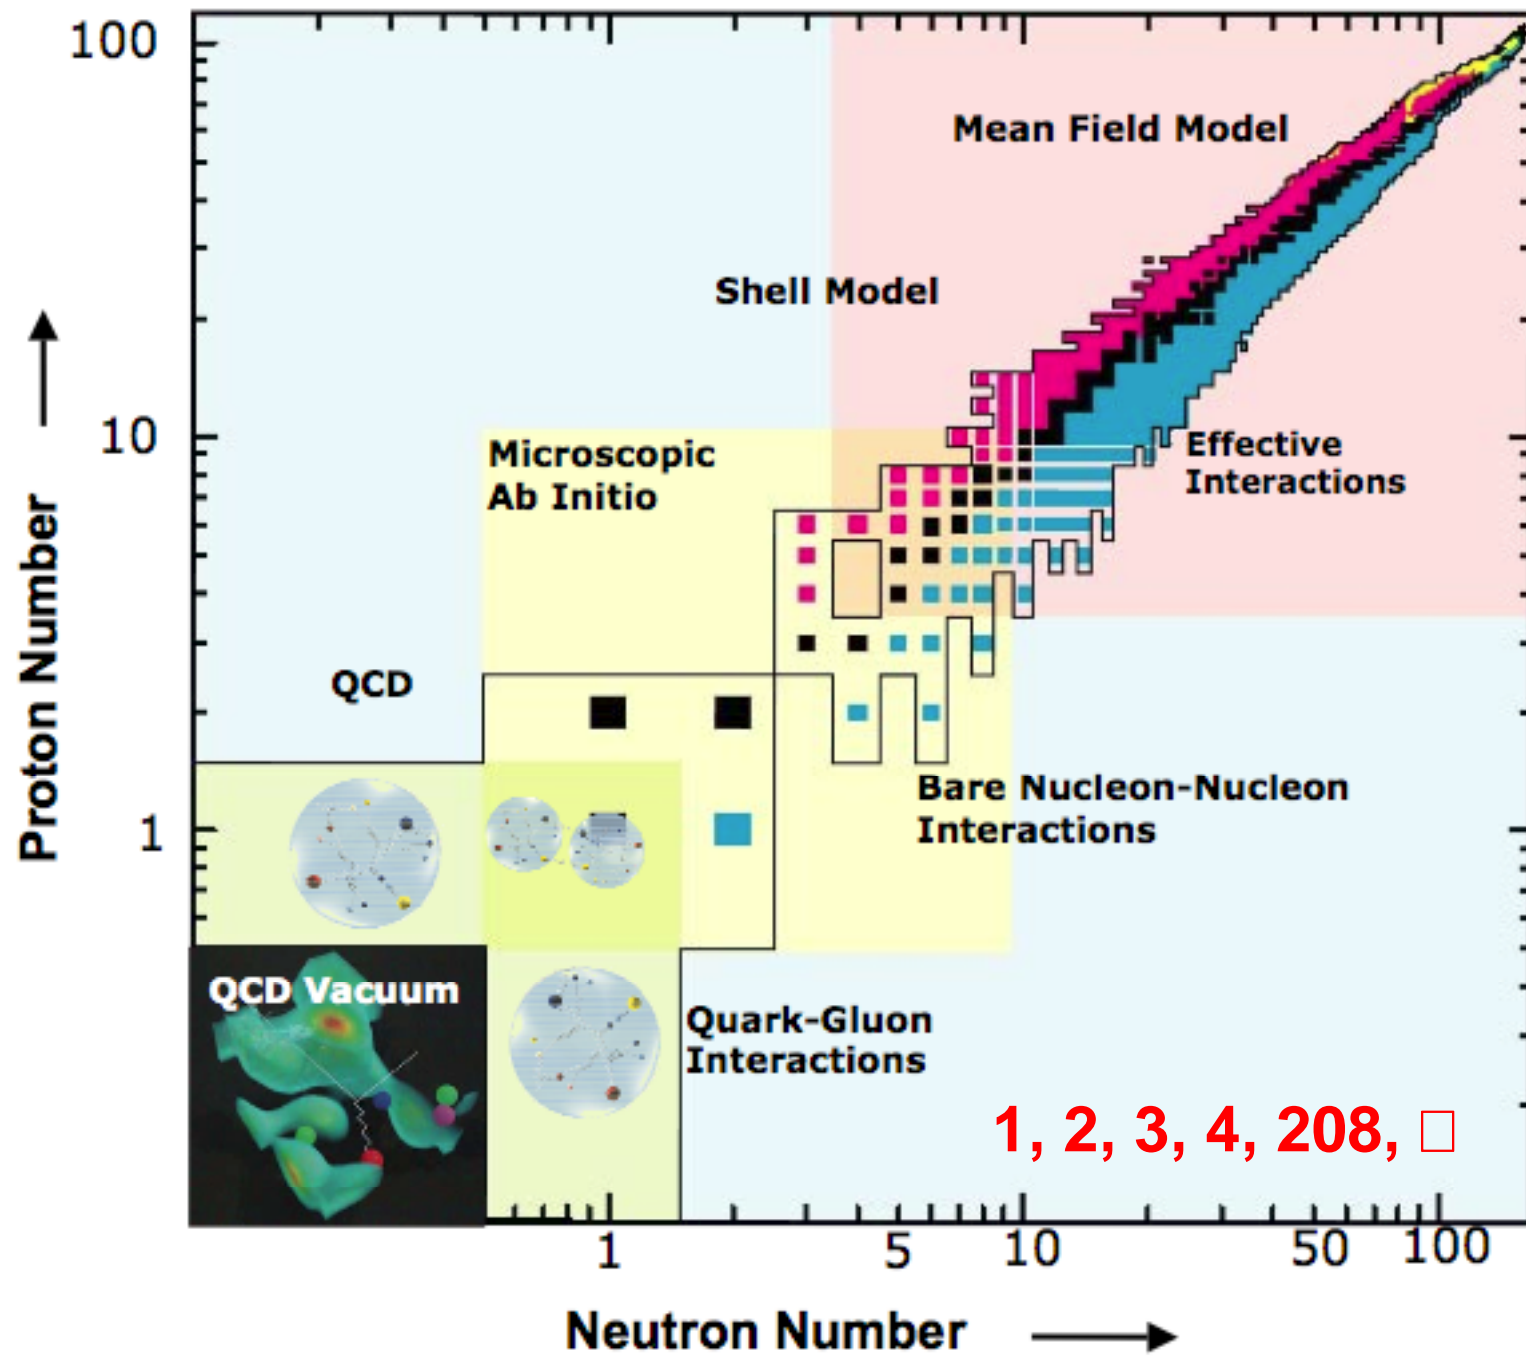 100
Mean Field Model
Shell Model
10
Microscopic
Ab Initio
Effective
Interactions
QCD
Bare Nucleon-Nucleon
Interactions
1
QCD Vacuum
Quark-Gluon
Interactions
1, 2, 3, 4, 208, □
1 5 10 50 100
Neutron Number
Proton Number